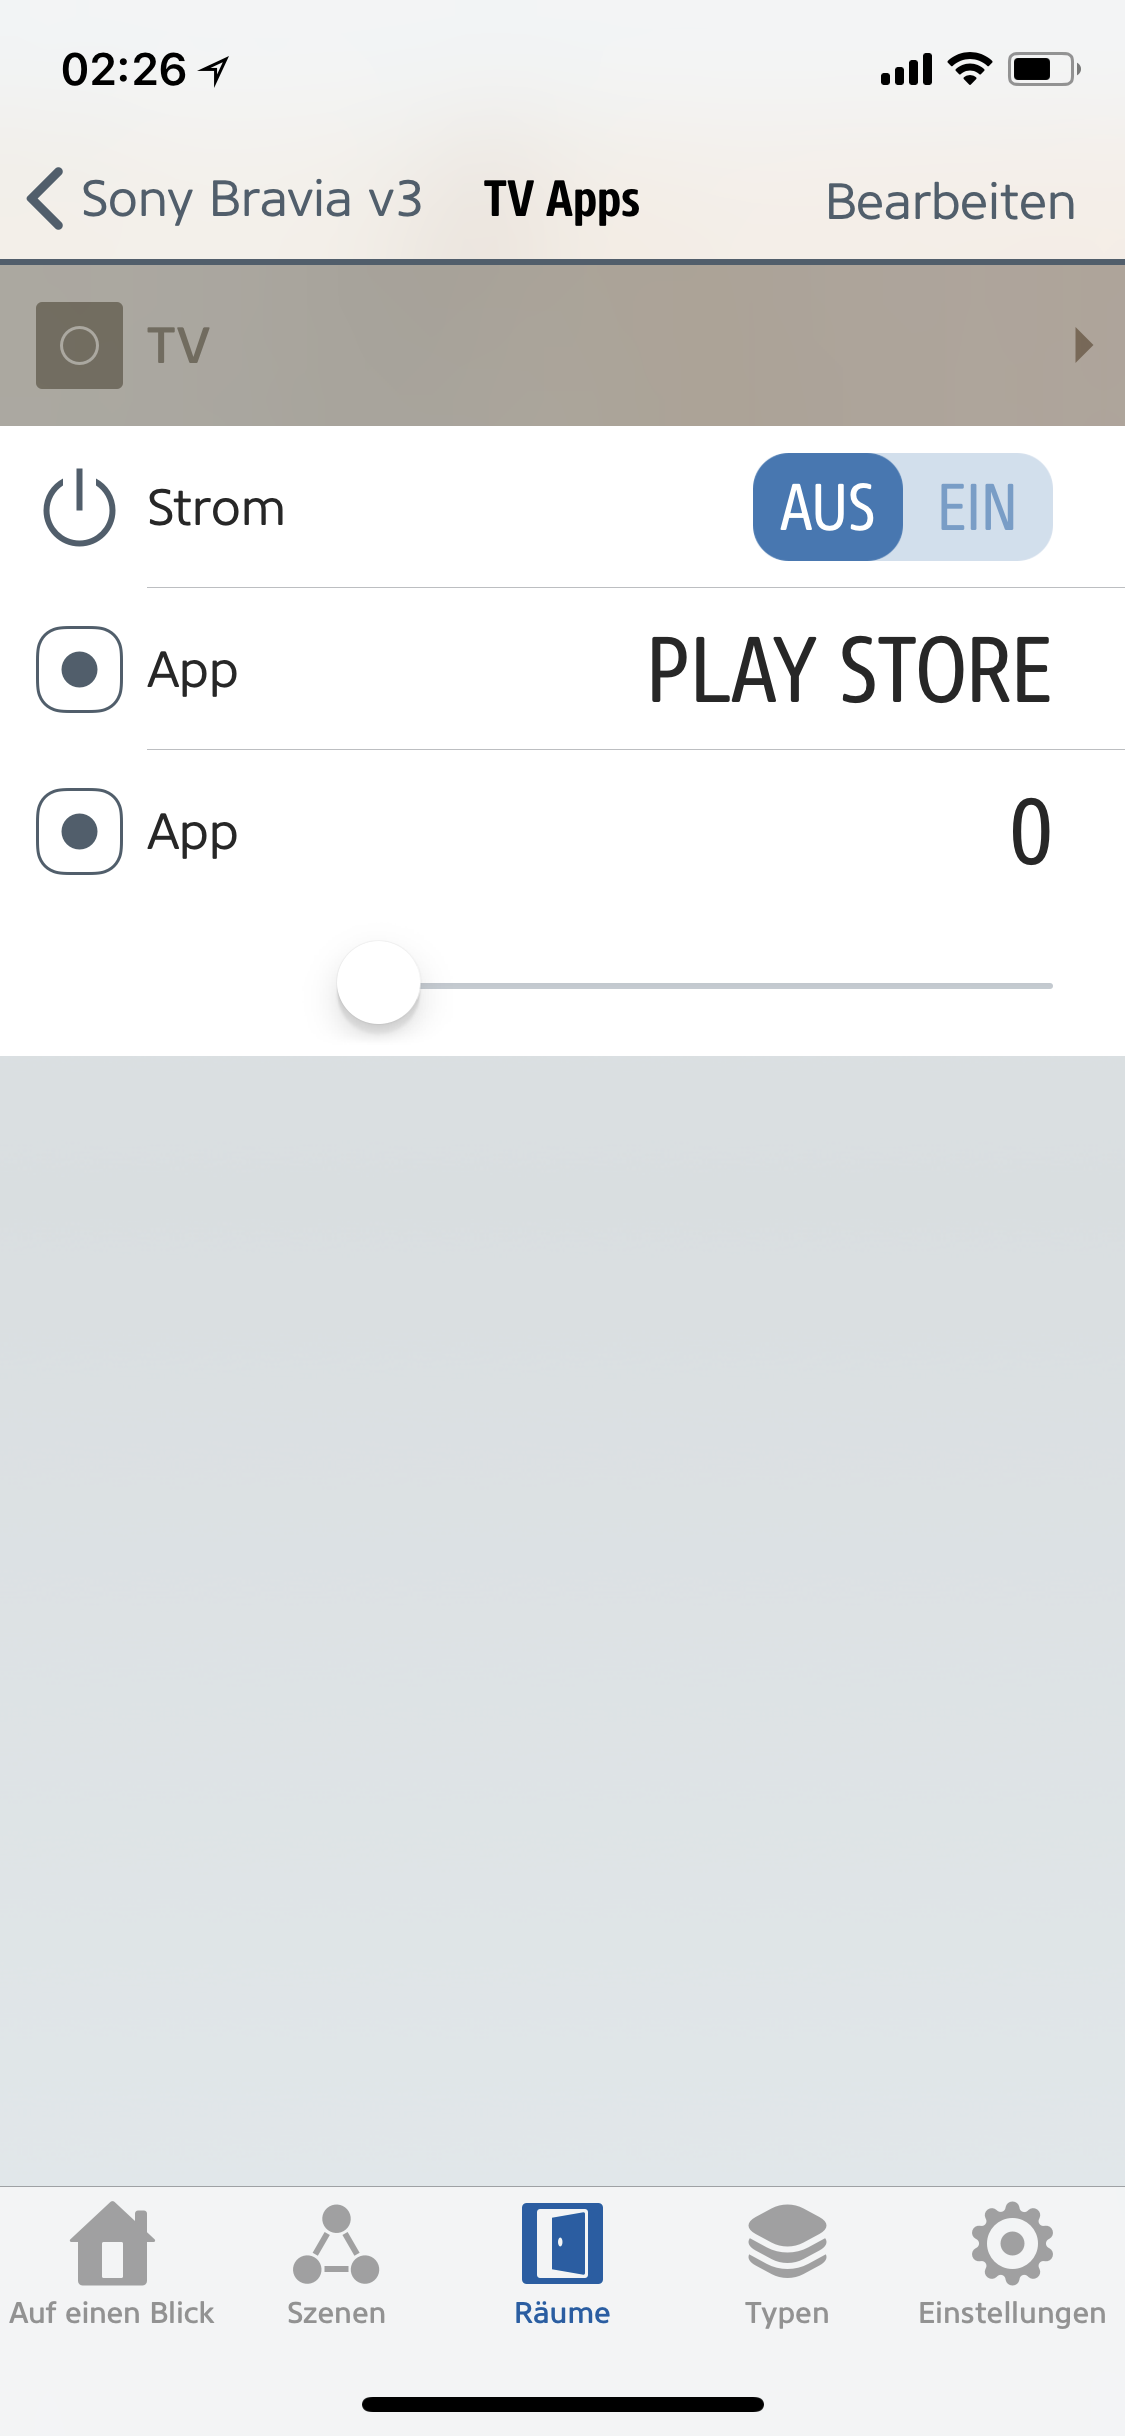 02:26
Sony Bravia v3 TV Apps Bearbeiten
TV
Strom AUS EIN
App PLAY STORE
App 0
Auf einen Blick Szenen Räume Typen Einstellungen